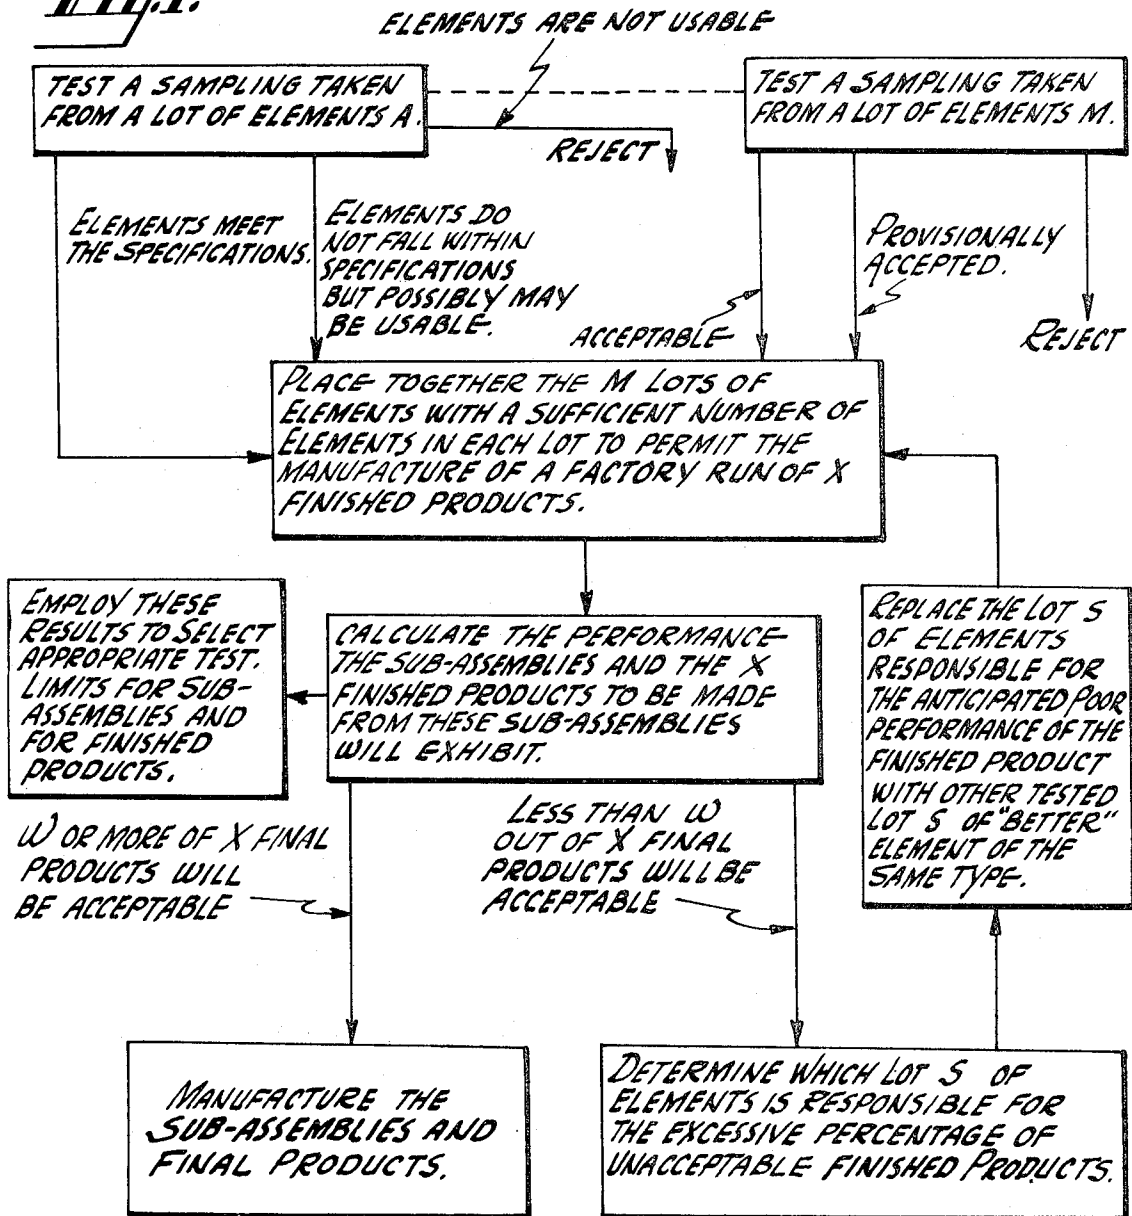 Fig.1.
ELEMENTS ARE NOT USABLE
TEST A SAMPLING TAKEN
FROM A LOT OF ELEMENTS A.
REJECT
TEST A SAMPLING TAKEN
FROM A LOT OF ELEMENTS M.
ELEMENTS MEET
THE SPECIFICATIONS.
ELEMENTS DO
NOT FALL WITHIN
SPECIFICATIONS
BUT POSSIBLY MAY
BE USABLE.
ACCEPTABLE
PROVISIONALLY
ACCEPTED.
REJECT
PLACE TOGETHER THE M LOTS OF
ELEMENTS WITH A SUFFICIENT NUMBER OF
ELEMENTS IN EACH LOT TO PERMIT THE
MANUFACTURE OF A FACTORY RUN OF X
FINISHED PRODUCTS.
EMPLOY THESE
RESULTS TO SELECT
APPROPRIATE TEST.
LIMITS FOR SUB-
ASSEMBLIES AND
FOR FINISHED
PRODUCTS.
CALCULATE THE PERFORMANCE
THE SUB-ASSEMBLIES AND THE X
FINISHED PRODUCTS TO BE MADE
FROM THESE SUB-ASSEMBLIES
WILL EXHIBIT.
REPLACE THE LOT S
OF ELEMENTS
RESPONSIBLE FOR
THE ANTICIPATED POOR
PERFORMANCE OF THE
FINISHED PRODUCT
WITH OTHER TESTED
LOT S OF "BETTER"
ELEMENT OF THE
SAME TYPE.
W OR MORE OF X FINAL
PRODUCTS WILL
BE ACCEPTABLE
LESS THAN W
OUT OF X FINAL
PRODUCTS WILL BE
ACCEPTABLE
MANUFACTURE THE
SUB-ASSEMBLIES AND
FINAL PRODUCTS.
DETERMINE WHICH LOT S OF
ELEMENTS IS RESPONSIBLE FOR
THE EXCESSIVE PERCENTAGE OF
UNACCEPTABLE FINISHED PRODUCTS.